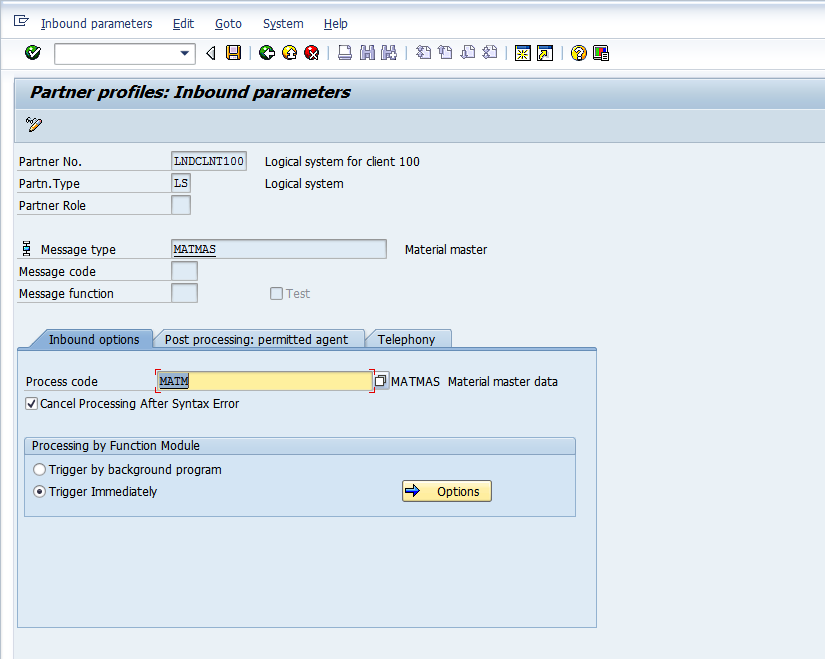 Inbound parameters Edit Goto System Help
Partner profiles: Inbound parameters
Partner No. LNDCLNT100 Logical system for client 100
Partn.Type LS Logical system
Partner Role
Message type MATMAS Material master
Message code
Message function Test
Inbound options Post processing: permitted agent Telephony
Process code MATM MATMAS Material master data
Cancel Processing After Syntax Error
Processing by Function Module
Trigger by background program
Trigger Immediately Options